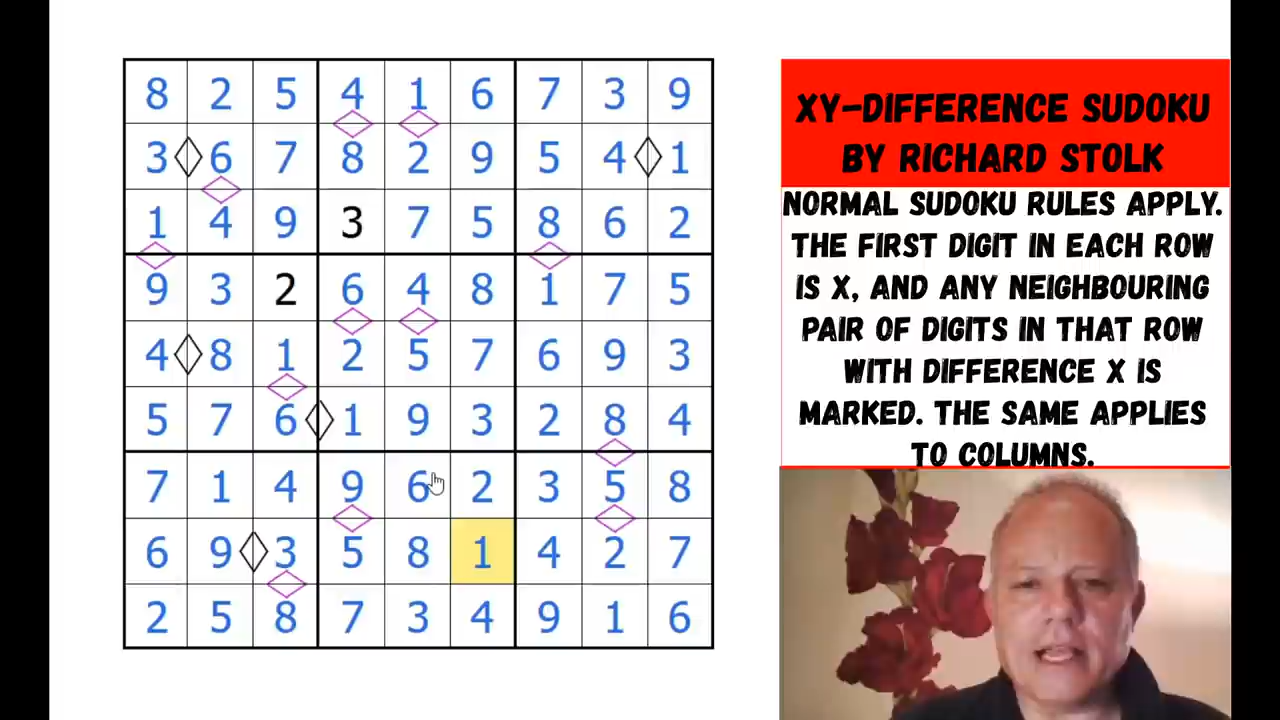 8 2 5 4 1 6 7 3 9
3 6 7 8 2 9 5 4 1
1 4 9 3 7 5 8 6 2
9 3 2 6 4 8 1 7 5
4 8 1 2 5 7 6 9 3
5 7 6 1 9 3 2 8 4
7 1 4 9 6 2 3 5 8
6 9 3 5 8 1 4 2 7
2 5 8 7 3 4 9 1 6
XY-DIFFERENCE SUDOKU
BY RICHARD STOLK
NORMAL SUDOKU RULES APPLY.
THE FIRST DIGIT IN EACH ROW
IS X, AND ANY NEIGHBOURING
PAIR OF DIGITS IN THAT ROW
WITH DIFFERENCE X IS
MARKED. THE SAME APPLIES
TO COLUMNS.